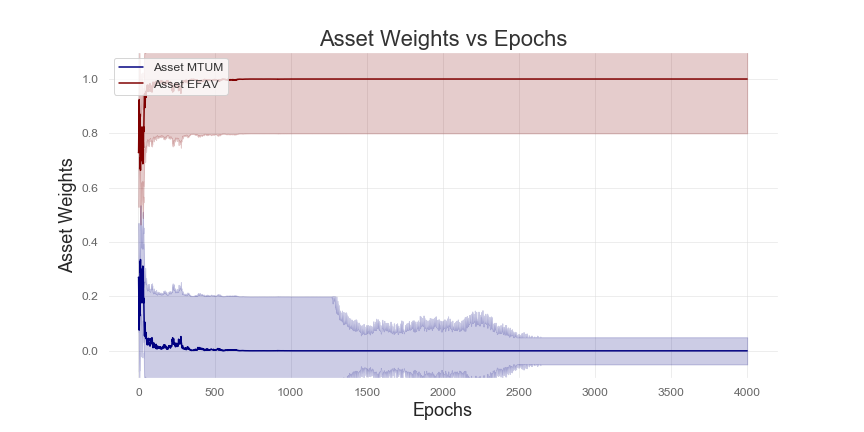 Asset Weights vs Epochs
Asset MTUM
Asset EFAV
Asset Weights
1.0
0.8
0.6
0.4
0.2
0.0
0 500 1000 1500 2000 2500 3000 3500 4000
Epochs